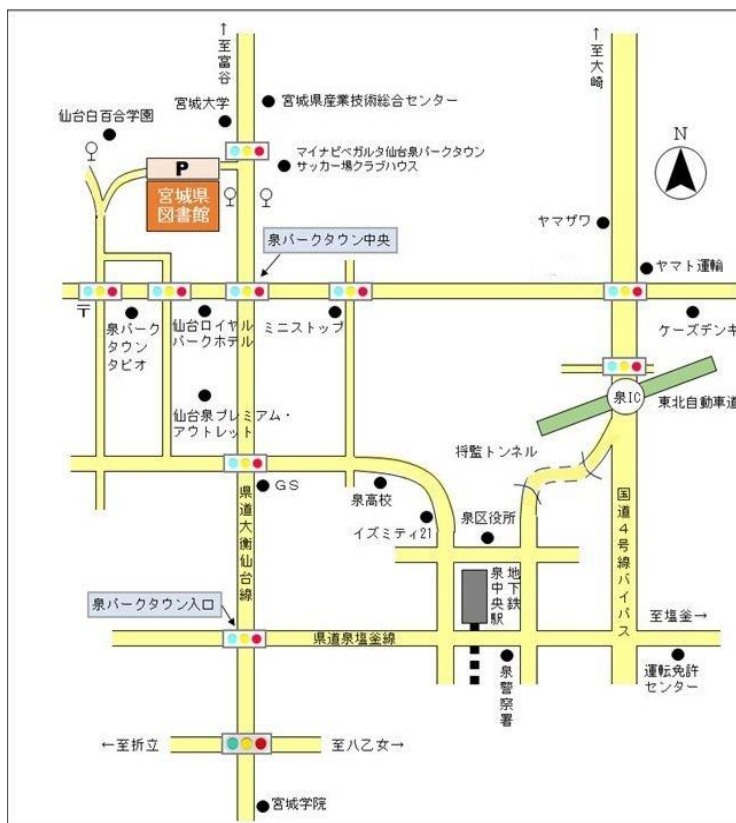 ↑至富谷
↑至大崎
仙台白百合学園
宮城大学
宮城県産業技術総合センター
マイナビベガルタ仙台泉パークタウン
サッカー場クラブハウス
N
P
宮城県
図書館
ヤマザワ
泉パークタウン中央
ヤマト運輸
〒
泉パーク
タウン
タピオ
仙台ロイヤル
パークホテル
ミニストップ
ケーズデンキ
泉IC
東北自動車道
仙台泉プレミアム・
アウトレット
将監トンネル
GS
泉高校
イズミティ21
泉区役所
県道大衡仙台線
国道4号線バイパス
地下鉄
泉中央駅
泉パークタウン入口
至塩釜→
県道泉塩釜線
泉警察署
運転免許
センター
←至折立
至八乙女→
宮城学院